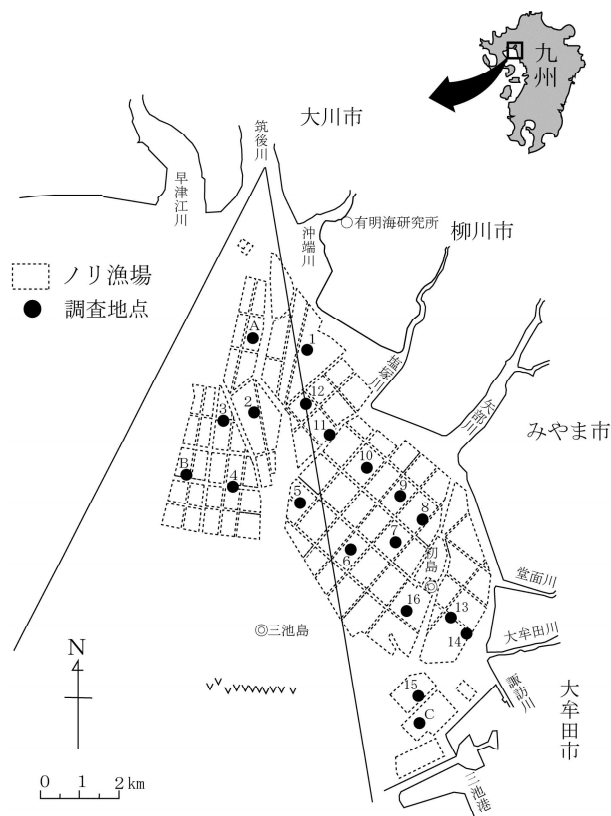 九州
大川市
筑後川
早津江川
沖端川
○有明海研究所
柳川市
ノリ漁場
調査地点
A
1
塩塚川
矢部川
みやま市
3
2
12
11
10
B
4
5
9
8
7
6
初島
◎
堂面川
16
13
14
◎三池島
大牟田川
諏訪川
大牟田市
15
C
三池港
N
0 1 2km